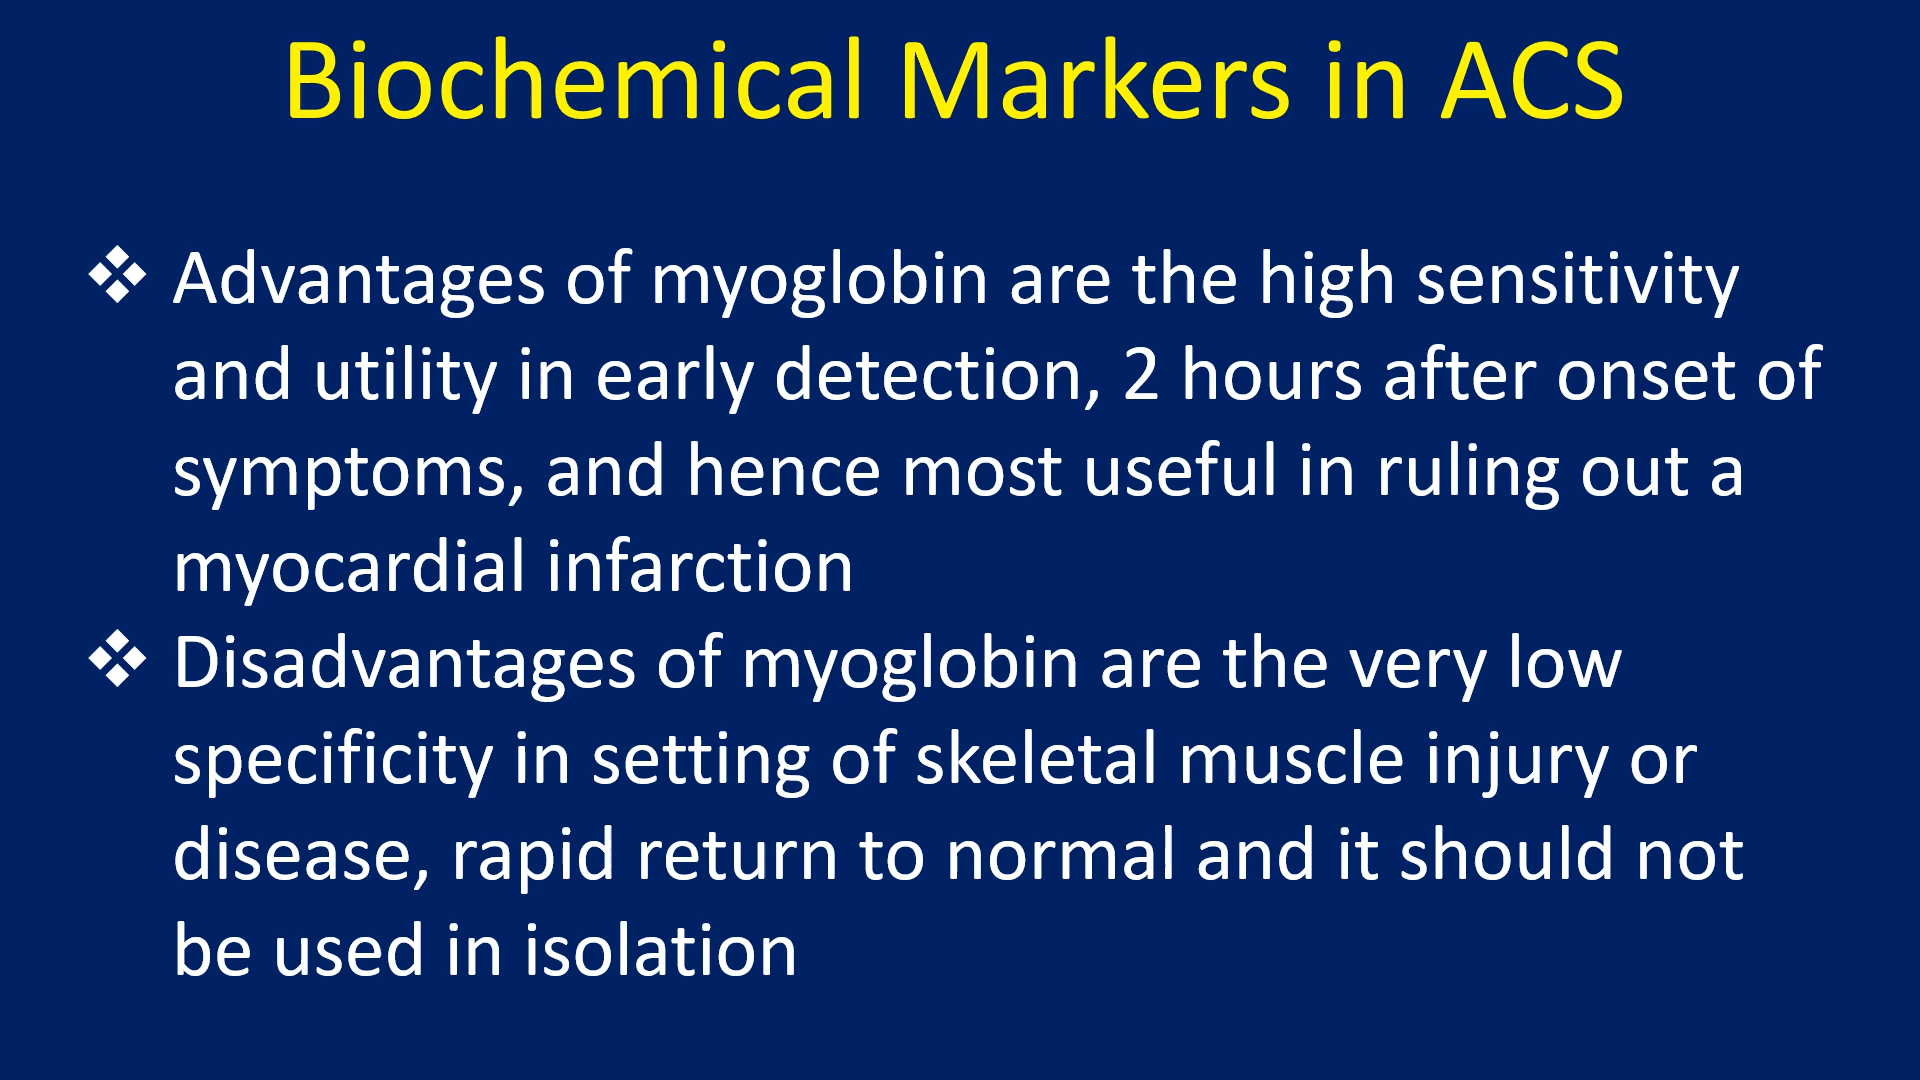 Biochemical Markers in ACS
❖ Advantages of myoglobin are the high sensitivity
and utility in early detection, 2 hours after onset of
symptoms, and hence most useful in ruling out a
myocardial infarction
❖ Disadvantages of myoglobin are the very low
specificity in setting of skeletal muscle injury or
disease, rapid return to normal and it should not
be used in isolation